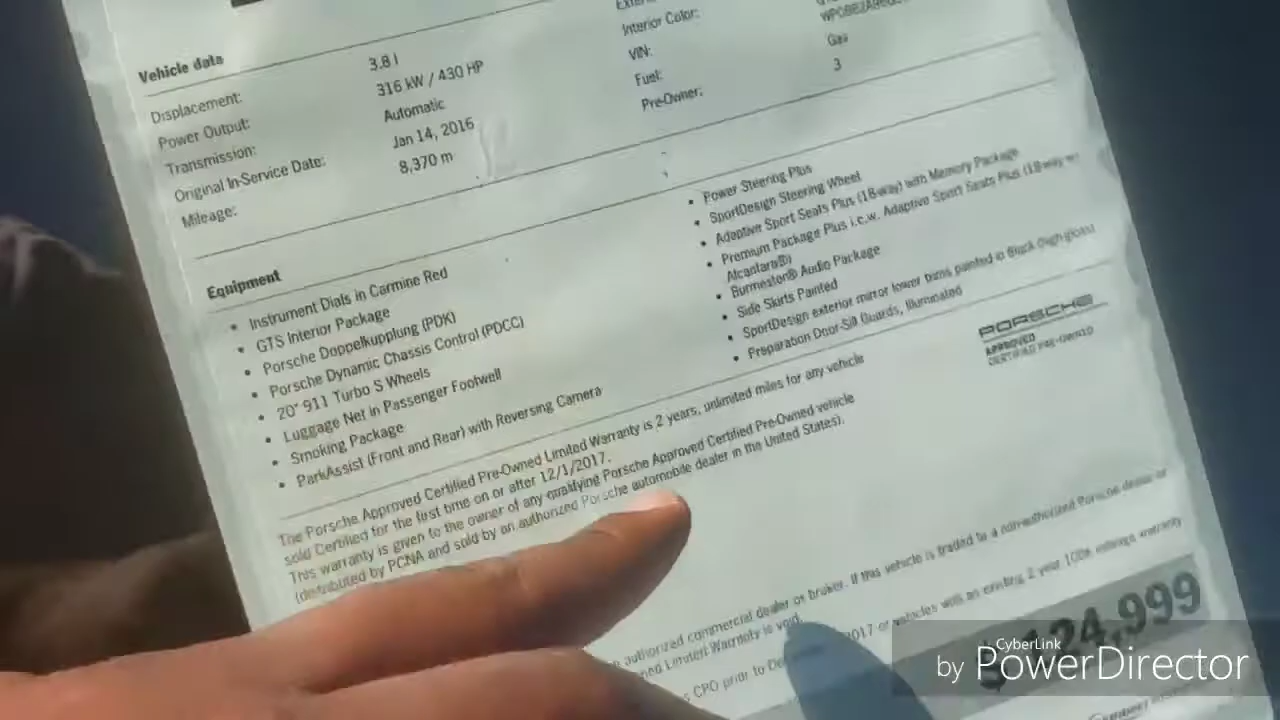 Vehicle data
Displacement: 3.8 l
Power Output: 316 kW / 430 HP
Transmission: Automatic
Original In-Service Date: Jan 14, 2016
Mileage: 8,370 m
Interior Color:
VIN:
Fuel: Gas
Pre-Owner: 3
Equipment
• Instrument Dials in Carmine Red
• GTS Interior Package
• Porsche Doppelkupplung (PDK)
• Porsche Dynamic Chassis Control (PDCC)
• 20" 911 Turbo S Wheels
• Luggage Net in Passenger Footwell
• Smoking Package
• ParkAssist (Front and Rear) with Reversing Camera
• Power Steering Plus
• SportDesign Steering Wheel
• Adaptive Sport Seats Plus (18-way) with Memory Package
• Premium Package Plus i.c.w. Adaptive Sport Seats Plus (18-way
Alcantara®)
• Burmester® Audio Package
• Side Skirts Painted
• SportDesign exterior mirror lower trims painted in Black (high-gloss)
• Preparation Door-Sill Guards, Illuminated
PORSCHE
APPROVED
CERTIFIED PRE-OWNED
The Porsche Approved Certified Pre-Owned Limited Warranty is 2 years, unlimited miles for any vehicle
sold Certified for the first time on or after 12/1/2017.
This warranty is given to the owner of any qualifying Porsche Approved Certified Pre-Owned vehicle
(distributed by PCNA and sold by an authorized Porsche automobile dealer in the United States).
authorized commercial dealer or broker. If this vehicle is traded to a non-authorized Porsche dealer or
Limited Warranty is void.
CPO prior to 2017 or vehicles with an existing 2 year 100k mileage warranty
$124,999
CyberLink
by PowerDirector